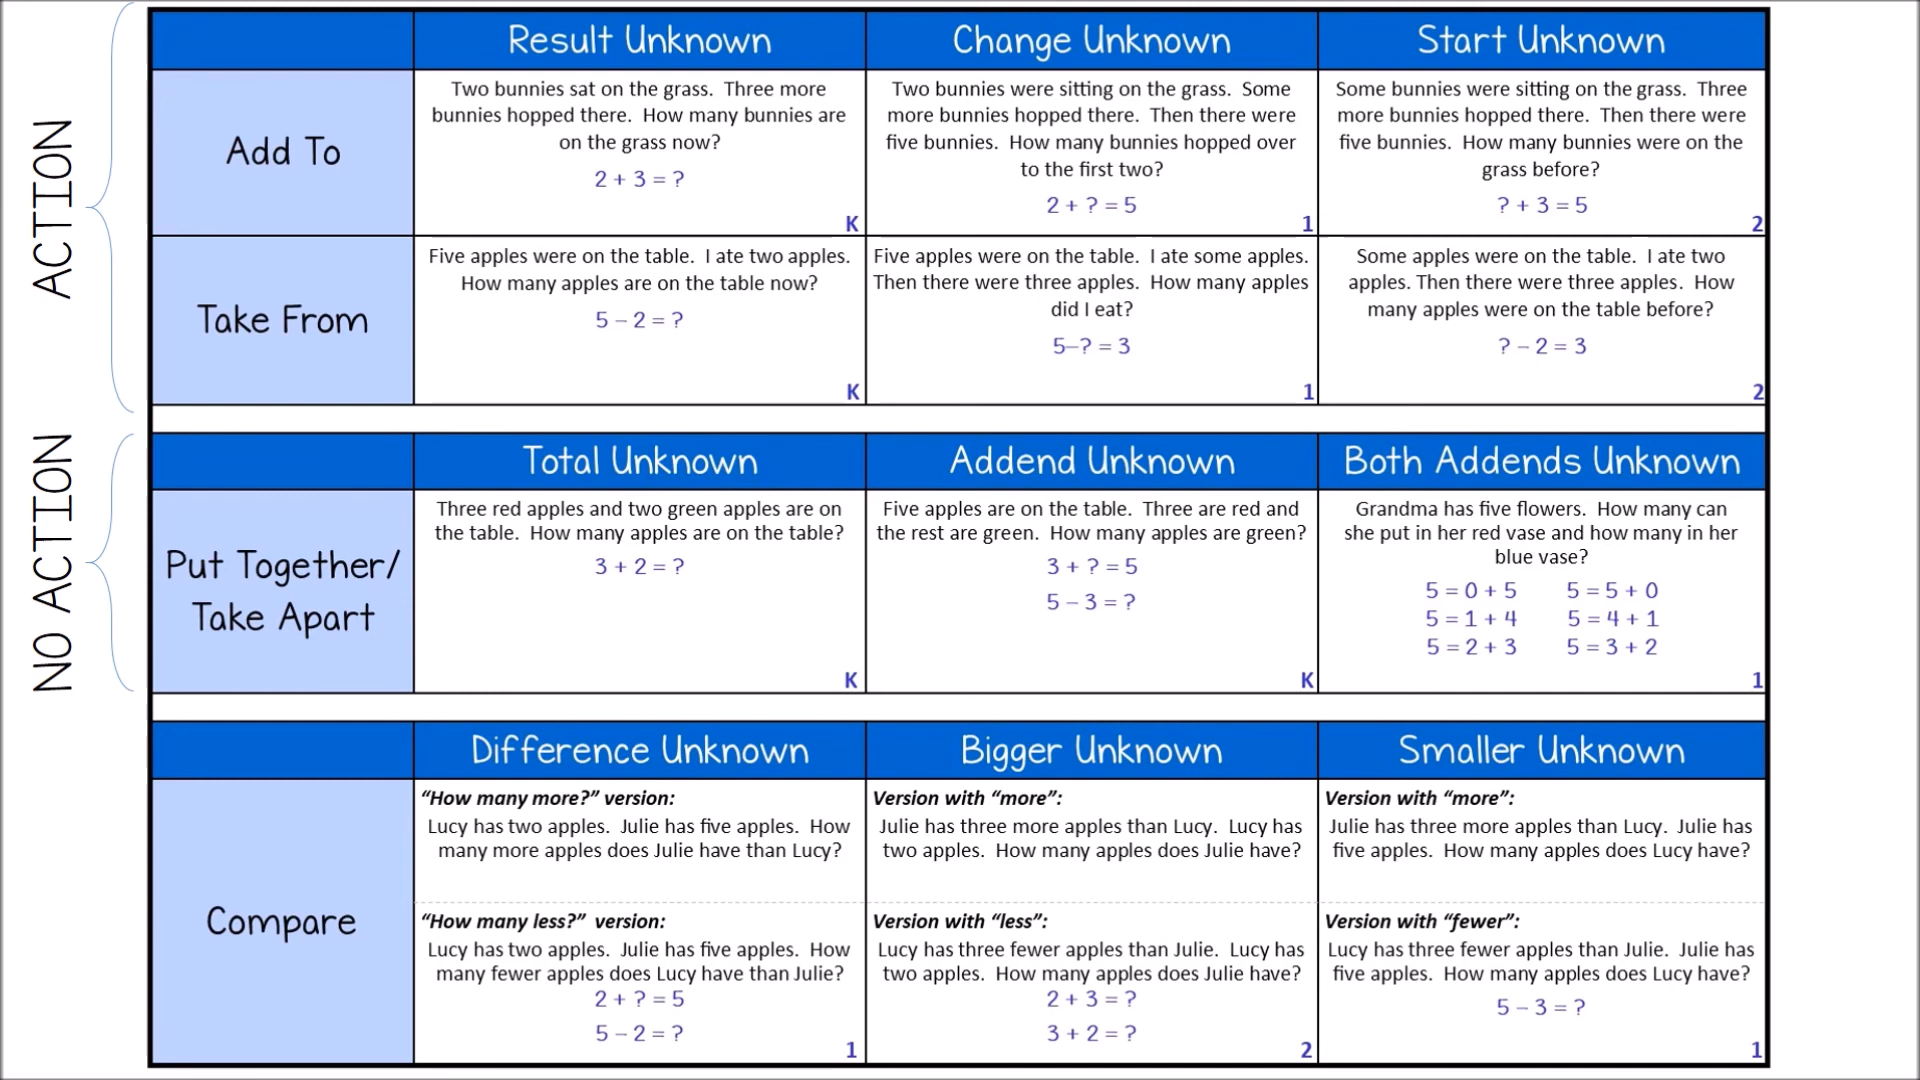 ACTION
Result Unknown
Change Unknown
Start Unknown
Add To
Two bunnies sat on the grass. Three more
bunnies hopped there. How many bunnies are
on the grass now?
2 + 3 = ?
K
Two bunnies were sitting on the grass. Some
more bunnies hopped there. Then there were
five bunnies. How many bunnies hopped over
to the first two?
2 + ? = 5
1
Some bunnies were sitting on the grass. Three
more bunnies hopped there. Then there were
five bunnies. How many bunnies were on the
grass before?
? + 3 = 5
2
Take From
Five apples were on the table. I ate two apples.
How many apples are on the table now?
5 – 2 = ?
K
Five apples were on the table. I ate some apples.
Then there were three apples. How many apples
did I eat?
5–? = 3
1
Some apples were on the table. I ate two
apples. Then there were three apples. How
many apples were on the table before?
? – 2 = 3
2
NO ACTION
Total Unknown
Addend Unknown
Both Addends Unknown
Put Together/
Take Apart
Three red apples and two green apples are on
the table. How many apples are on the table?
3 + 2 = ?
K
Five apples are on the table. Three are red and
the rest are green. How many apples are green?
3 + ? = 5
5 – 3 = ?
K
Grandma has five flowers. How many can
she put in her red vase and how many in her
blue vase?
5 = 0 + 5 5 = 5 + 0
5 = 1 + 4 5 = 4 + 1
5 = 2 + 3 5 = 3 + 2
1
Difference Unknown
Bigger Unknown
Smaller Unknown
Compare
“How many more?” version:
Lucy has two apples. Julie has five apples. How
many more apples does Julie have than Lucy?
“How many less?” version:
Lucy has two apples. Julie has five apples. How
many fewer apples does Lucy have than Julie?
2 + ? = 5
5 – 2 = ?
1
Version with “more”:
Julie has three more apples than Lucy. Lucy has
two apples. How many apples does Julie have?
Version with “less”:
Lucy has three fewer apples than Julie. Lucy has
two apples. How many apples does Julie have?
2 + 3 = ?
3 + 2 = ?
2
Version with “more”:
Julie has three more apples than Lucy. Julie has
five apples. How many apples does Lucy have?
Version with “fewer”:
Lucy has three fewer apples than Julie. Julie has
five apples. How many apples does Lucy have?
5 – 3 = ?
1